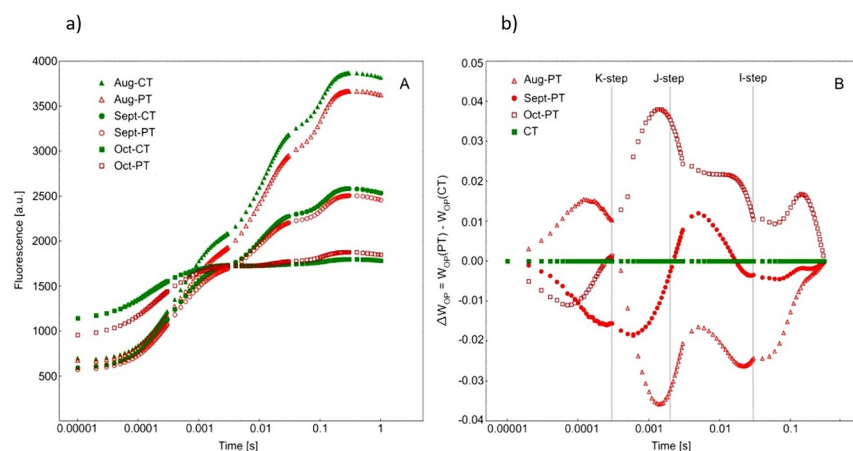 a)
b)
A
Aug-CT
Aug-PT
Sept-CT
Sept-PT
Oct-CT
Oct-PT
Fluorescence [a.u.]
4000
3500
3000
2500
2000
1500
1000
500
0.00001
0.0001
0.001
0.01
0.1
1
Time [s]
K-step
J-step
I-step
B
Aug-PT
Sept-PT
Oct-PT
CT
ΔW_OP = W_OP(PT) - W_OP(CT)
0.05
0.04
0.03
0.02
0.01
0.00
-0.01
-0.02
-0.03
-0.04
0.00001
0.0001
0.001
0.01
0.1
Time [s]